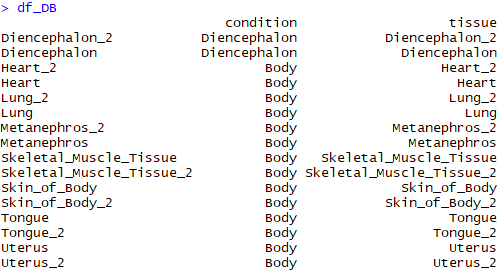 > df_DB
condition tissue
Diencephalon_2 Diencephalon Diencephalon_2
Diencephalon Diencephalon Diencephalon
Heart_2 Body Heart_2
Heart Body Heart
Lung_2 Body Lung_2
Lung Body Lung
Metanephros_2 Body Metanephros_2
Metanephros Body Metanephros
Skeletal_Muscle_Tissue Body Skeletal_Muscle_Tissue
Skeletal_Muscle_Tissue_2 Body Skeletal_Muscle_Tissue_2
Skin_of_Body Body Skin_of_Body
Skin_of_Body_2 Body Skin_of_Body_2
Tongue Body Tongue
Tongue_2 Body Tongue_2
Uterus Body Uterus
Uterus_2 Body Uterus_2